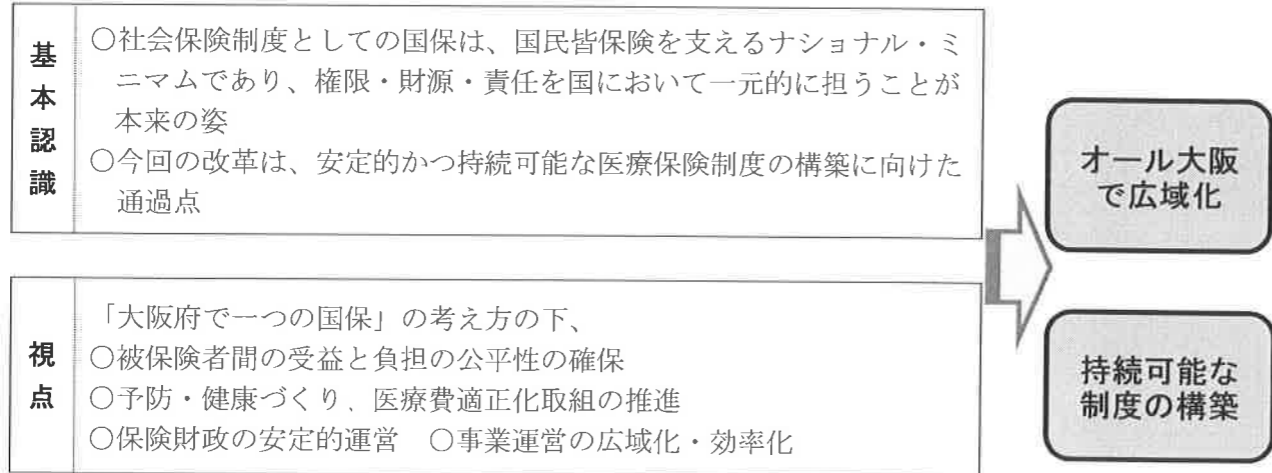 基本認識
○社会保険制度としての国保は、国民皆保険を支えるナショナル・ミ
ニマムであり、権限・財源・責任を国において一元的に担うことが
本来の姿
○今回の改革は、安定的かつ持続可能な医療保険制度の構築に向けた
通過点
視点
「大阪府で一つの国保」の考え方の下、
○被保険者間の受益と負担の公平性の確保
○予防・健康づくり、医療費適正化取組の推進
○保険財政の安定的運営　○事業運営の広域化・効率化
オール大阪
で広域化
持続可能な
制度の構築